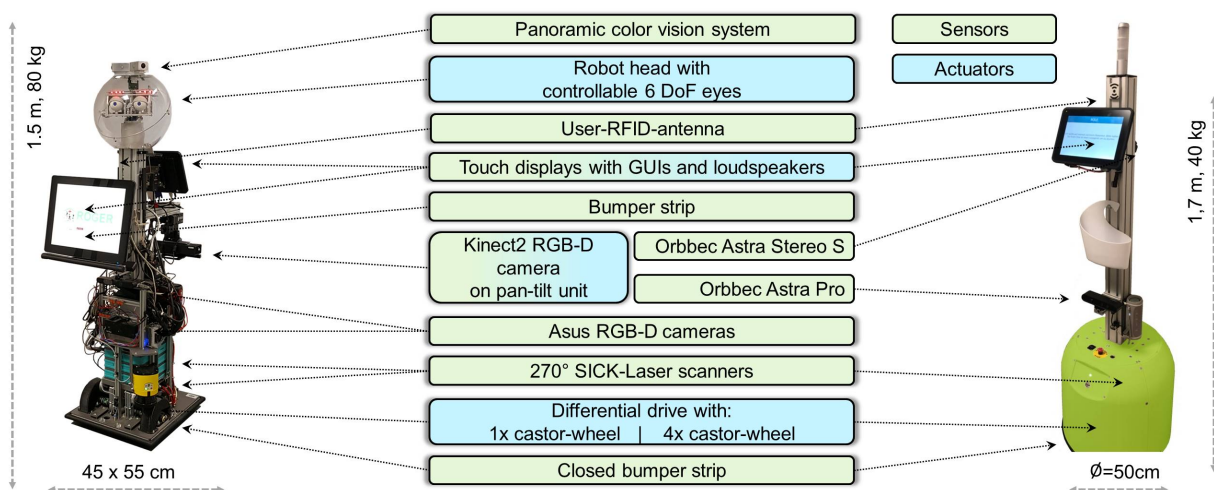 Panoramic color vision system
Sensors
Robot head with
controllable 6 DoF eyes
Actuators
User-RFID-antenna
Touch displays with GUIs and loudspeakers
Bumper strip
Kinect2 RGB-D
camera
on pan-tilt unit
Orbbec Astra Stereo S
Orbbec Astra Pro
Asus RGB-D cameras
270° SICK-Laser scanners
Differential drive with:
1x castor-wheel | 4x castor-wheel
Closed bumper strip
1.5 m, 80 kg
45 x 55 cm
1,7 m, 40 kg
Ø=50cm
ROGER